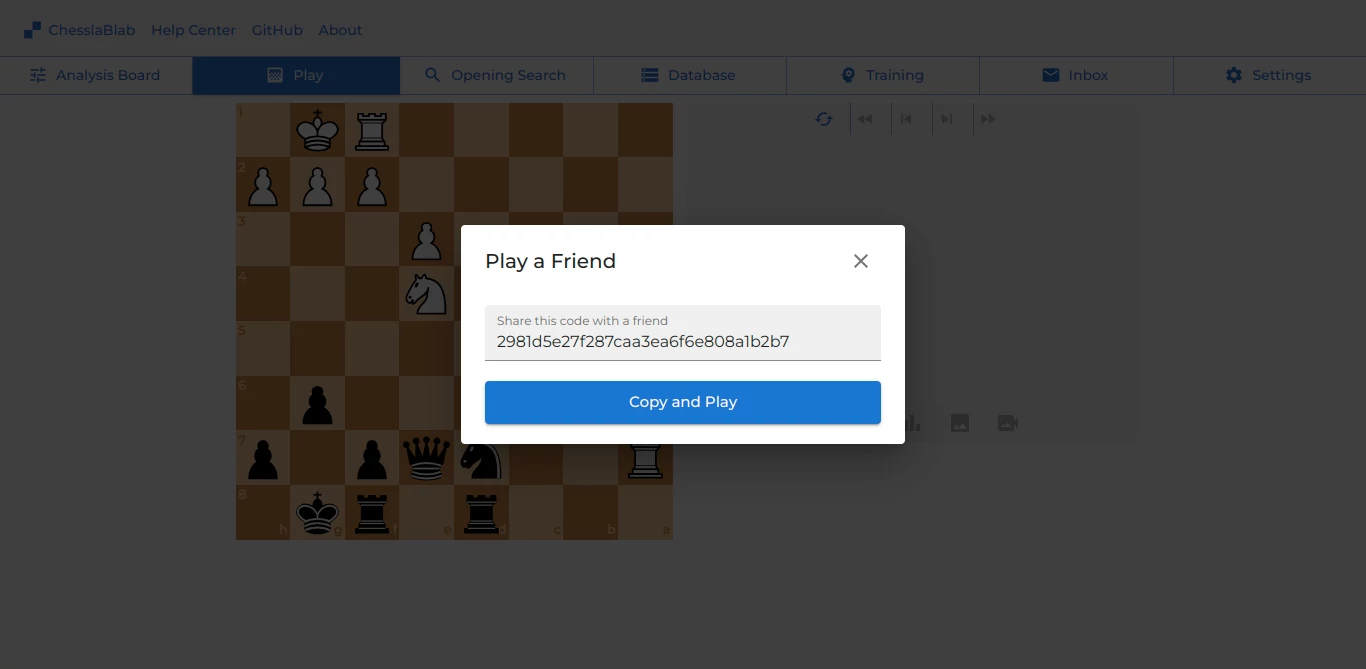 ChesslaBlab Help Center GitHub About
Analysis Board Play Opening Search Database Training Inbox Settings
1
2
3
4
5
6
7
8
h g f e d c b a
Play a Friend
Share this code with a friend
2981d5e27f287caa3ea6f6e808a1b2b7
Copy and Play